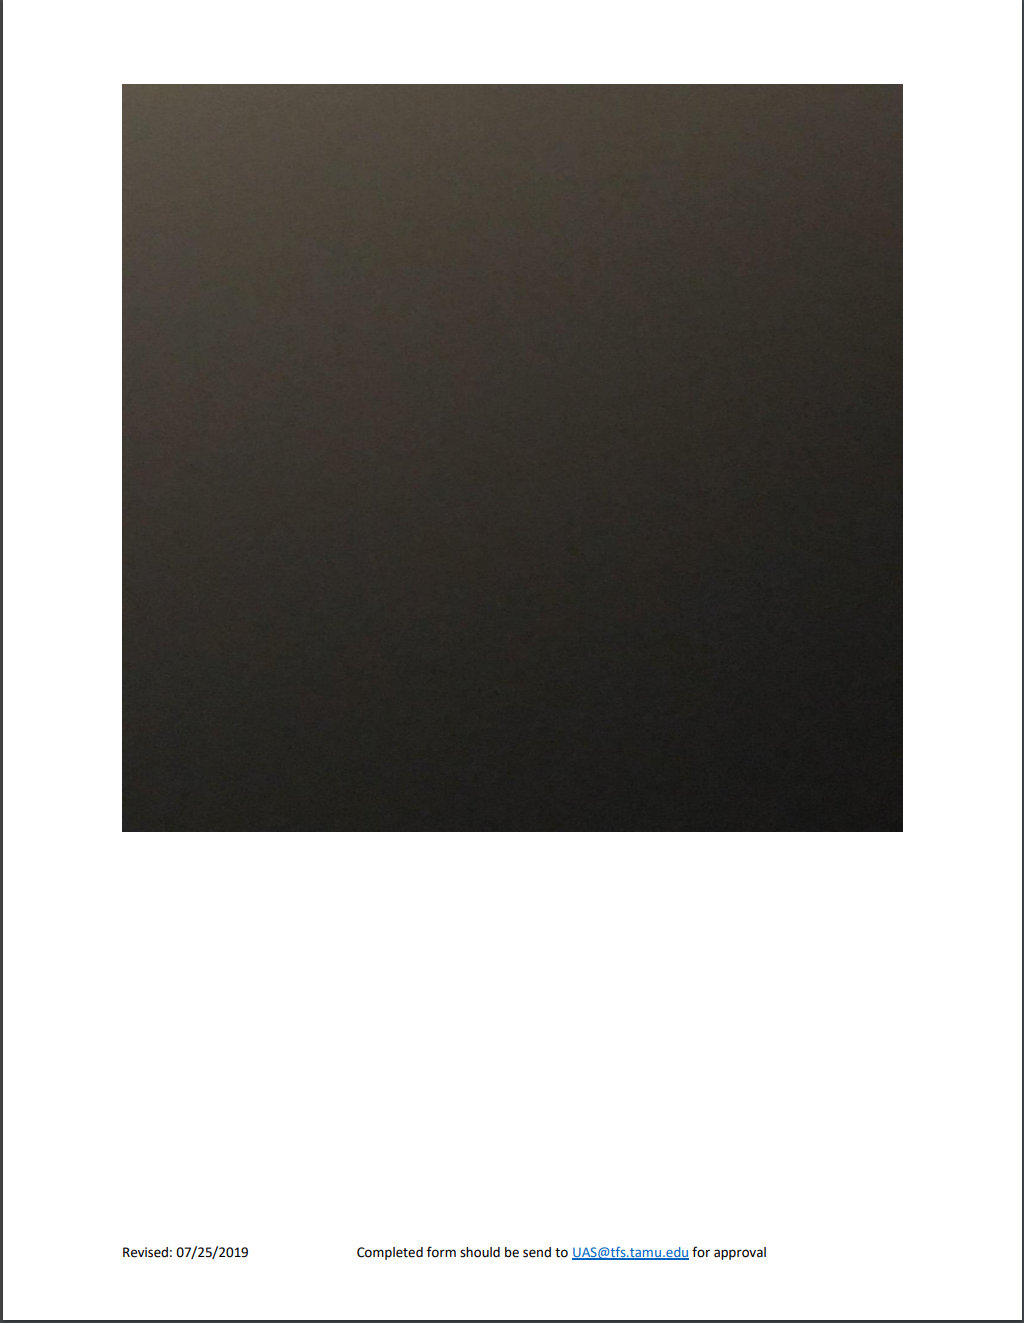 Revised: 07/25/2019 Completed form should be send to UAS@tfs.tamu.edu for approval